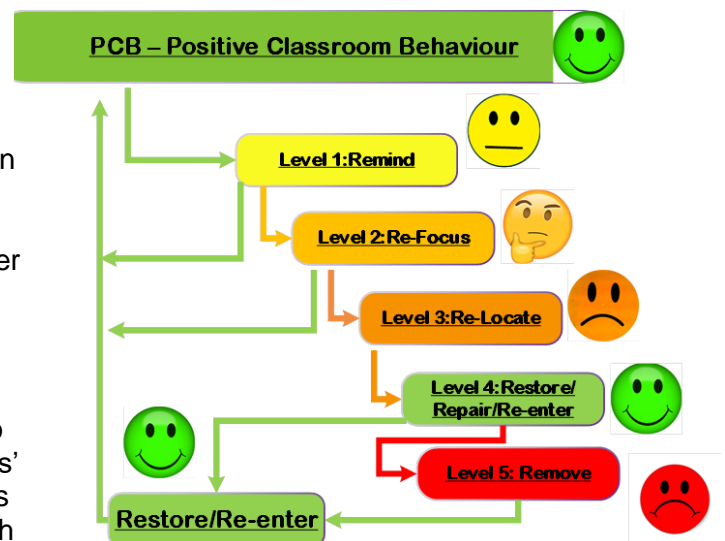 PCB – Positive Classroom Behaviour
n
Level 1:Remind
Level 2:Re-Focus
er
Level 3:Re-Locate
Level 4:Restore/
Repair/Re-enter
s'
Level 5: Remove
s
Restore/Re-enter
h